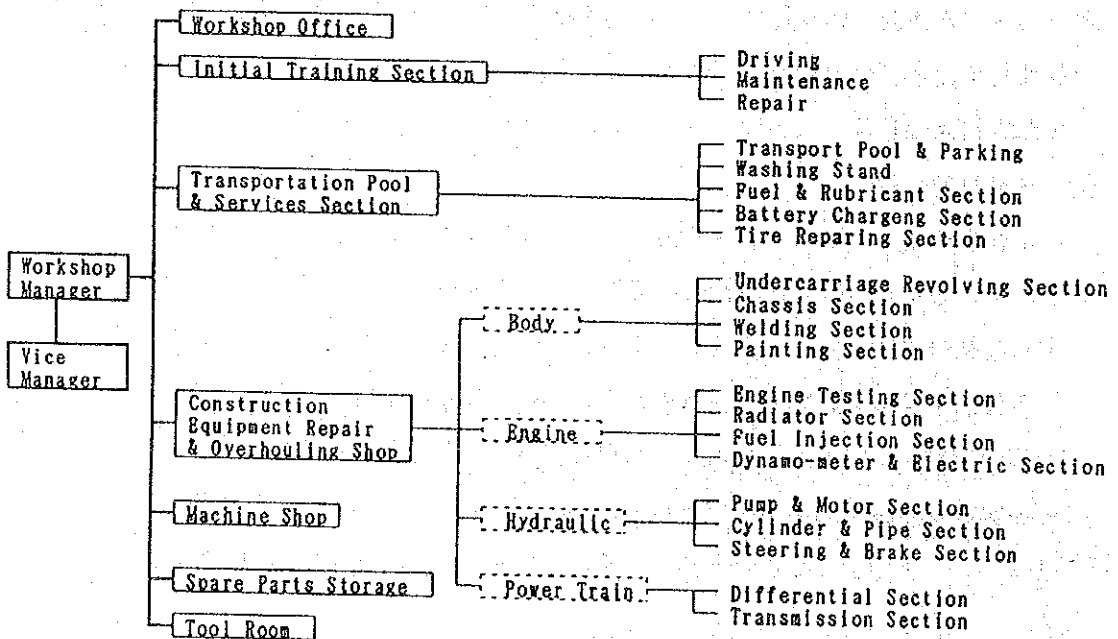 Workshop Office
Initial Training Section
Driving
Maintenance
Repair
Transportation Pool
& Services Section
Transport Pool & Parking
Washing Stand
Fuel & Rubricant Section
Battery Chargeng Section
Tire Reparing Section
Workshop
Manager
Vice
Manager
Construction
Equipment Repair
& Overhouling Shop
Body
Undercarriage Revolving Section
Chassis Section
Welding Section
Painting Section
Engine
Engine Testing Section
Radiator Section
Fuel Injection Section
Dynamo-meter & Electric Section
Hydraulic
Pump & Motor Section
Cylinder & Pipe Section
Steering & Brake Section
Power Train
Differential Section
Transmission Section
Machine Shop
Spare Parts Storage
Tool Room